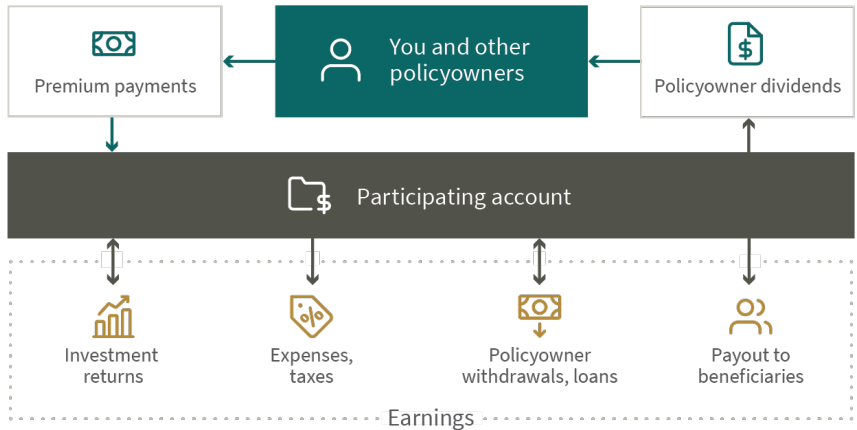 Premium payments
You and other
policyowners
Policyowner dividends
Participating account
Investment
returns
Expenses,
taxes
Policyowner
withdrawals, loans
Payout to
beneficiaries
Earnings